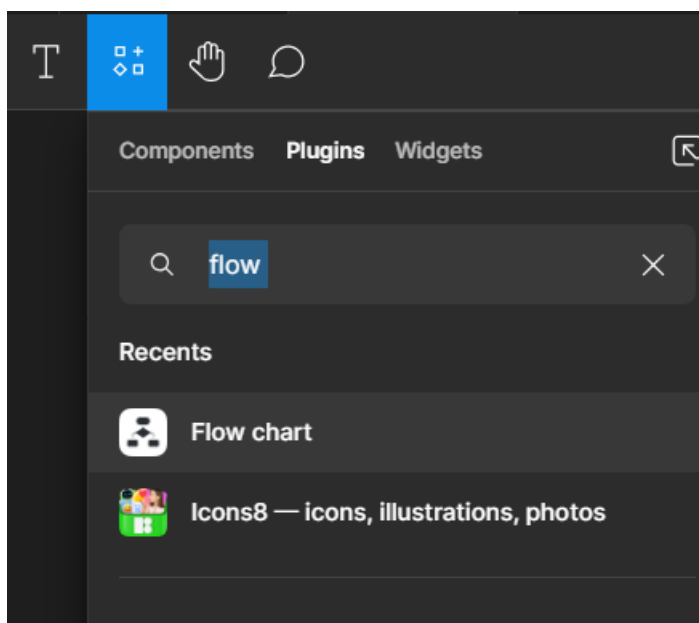 T
Components Plugins Widgets
flow
Recents
Flow chart
Icons8 — icons, illustrations, photos